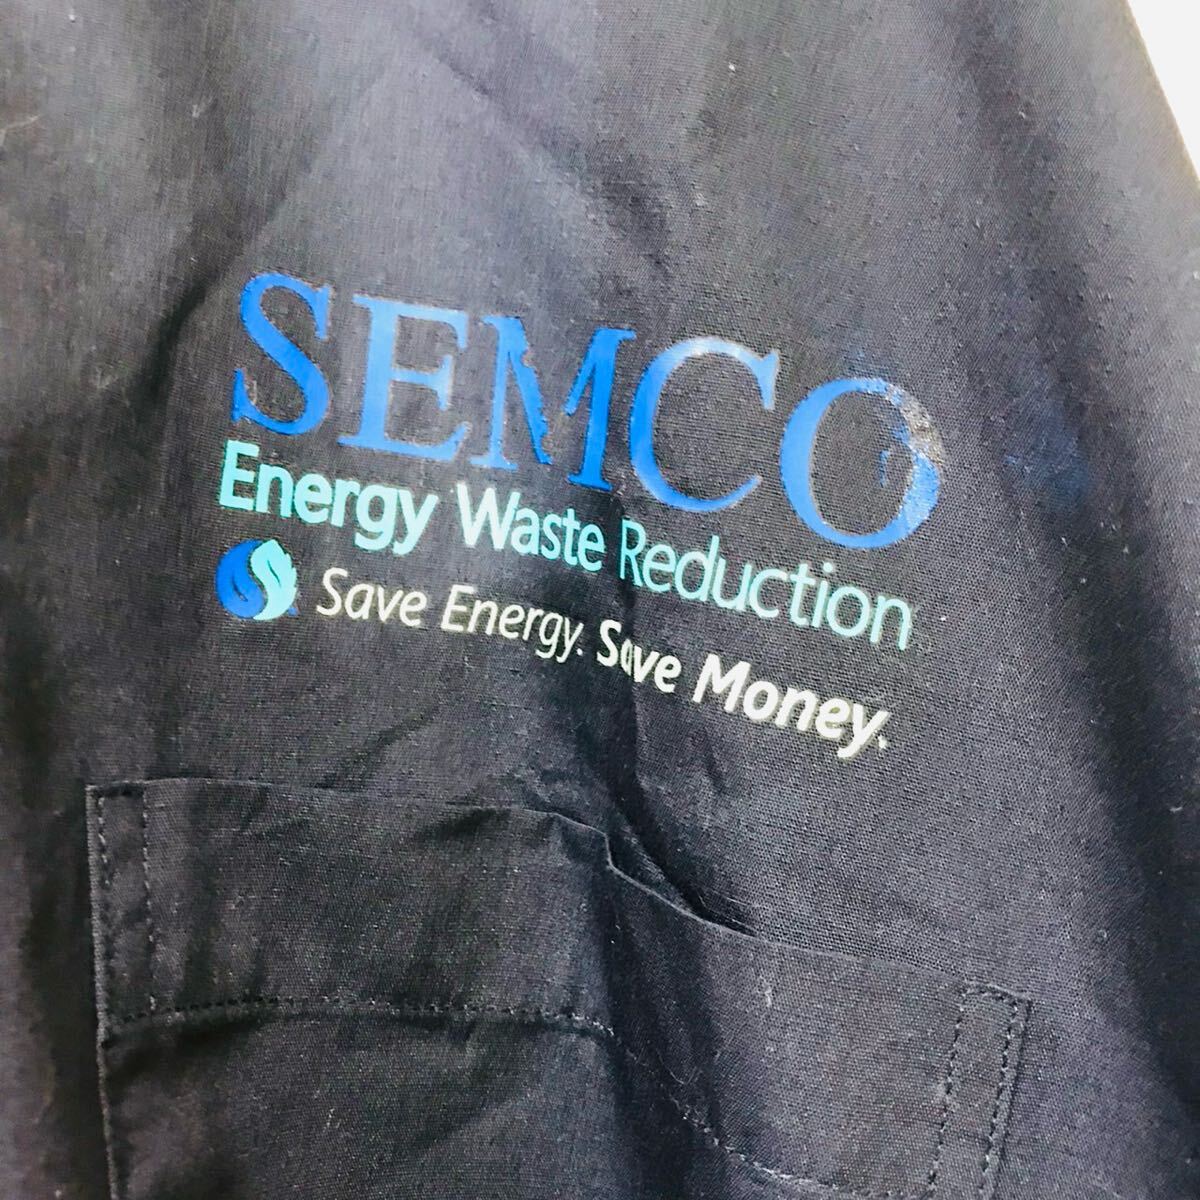 SEMCO
Energy Waste Reduction
Save Energy. Save Money.